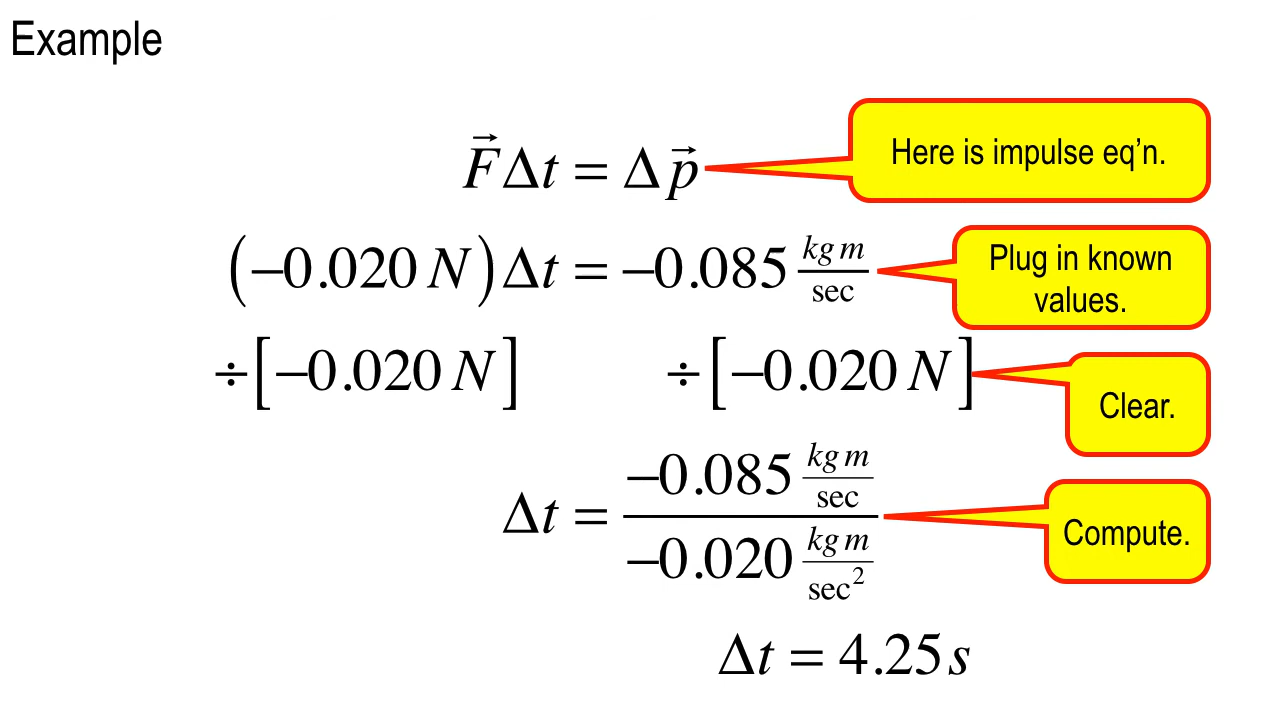 Example
F⃗Δt = Δp⃗
Here is impulse eq’n.
(−0.020 N)Δt = −0.085 kg m/sec
Plug in known
values.
÷[−0.020 N] ÷[−0.020 N]
Clear.
Δt = −0.085 kg m/sec / −0.020 kg m/sec²
Compute.
Δt = 4.25 s